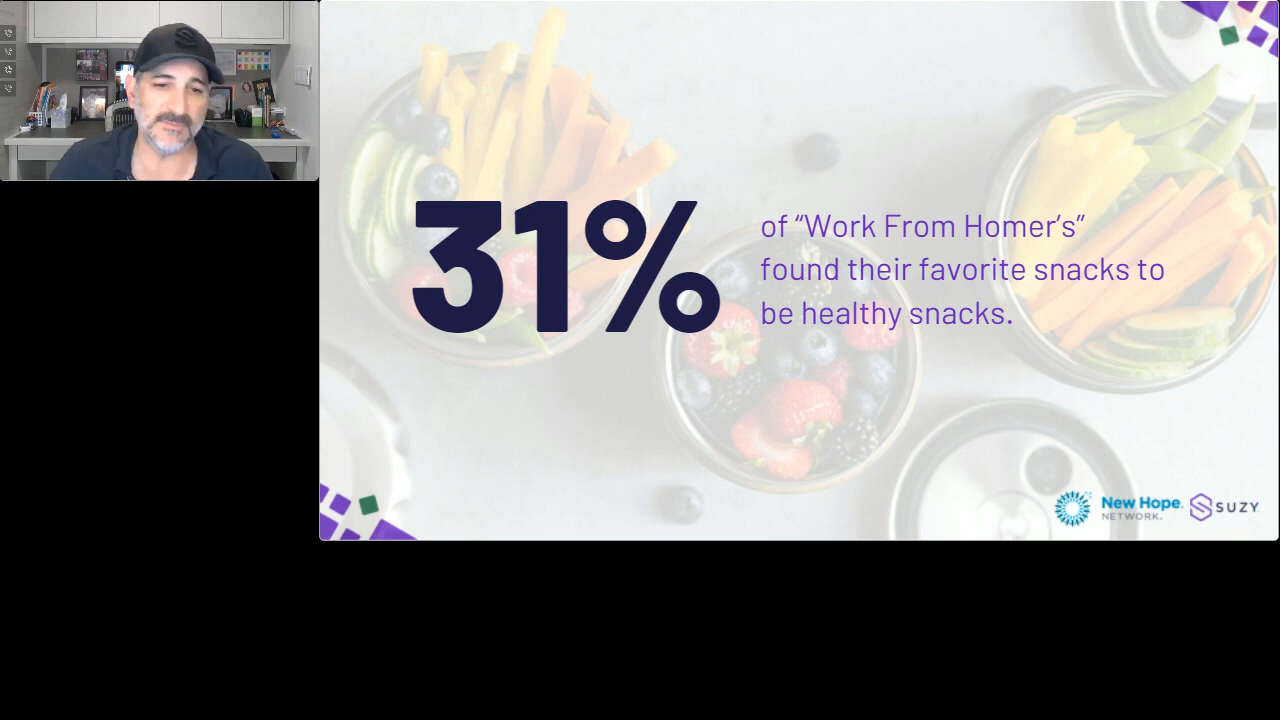 31%
of “Work From Homer’s”
found their favorite snacks to
be healthy snacks.
New Hope
NETWORK
SUZY